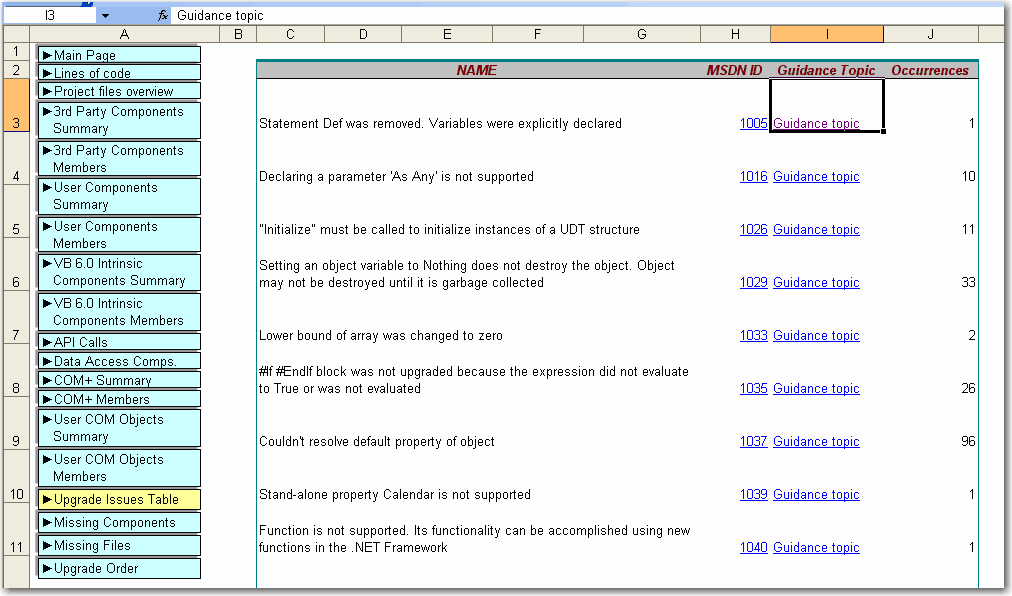 I3 fx Guidance topic
A B C D E F G H I J
1 ►Main Page
2 ►Lines of code NAME MSDN ID Guidance Topic Occurrences
►Project files overview
►3rd Party Components
Summary
3 Statement Def was removed. Variables were explicitly declared 1005 Guidance topic 1
►3rd Party Components
Members
4 Declaring a parameter 'As Any' is not supported 1016 Guidance topic 10
►User Components
Summary
►User Components
Members
5 "Initialize" must be called to initialize instances of a UDT structure 1026 Guidance topic 11
►VB 6.0 Intrinsic
Components Summary
Setting an object variable to Nothing does not destroy the object. Object
6 may not be destroyed until it is garbage collected 1029 Guidance topic 33
►VB 6.0 Intrinsic
Components Members
7 Lower bound of array was changed to zero 1033 Guidance topic 2
►API Calls
►Data Access Comps.
►COM+ Summary
#If #EndIf block was not upgraded because the expression did not evaluate
8 to True or was not evaluated 1035 Guidance topic 26
►COM+ Members
►User COM Objects
Summary
9 Couldn't resolve default property of object 1037 Guidance topic 96
►User COM Objects
Members
10 ►Upgrade Issues Table Stand-alone property Calendar is not supported 1039 Guidance topic 1
►Missing Components
Function is not supported. Its functionality can be accomplished using new
11 ►Missing Files functions in the .NET Framework 1040 Guidance topic 1
►Upgrade Order